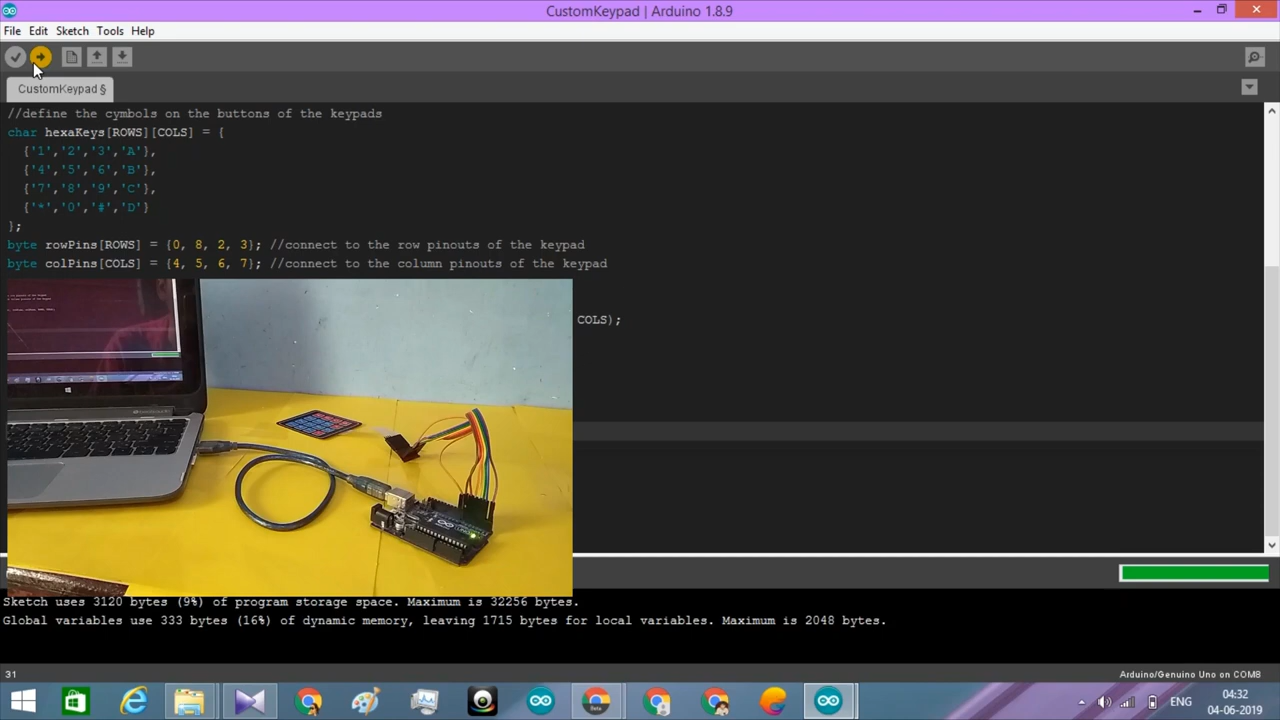 CustomKeypad | Arduino 1.8.9
File Edit Sketch Tools Help
CustomKeypad §
//define the cymbols on the buttons of the keypads
char hexaKeys[ROWS][COLS] = {
{'1','2','3','A'},
{'4','5','6','B'},
{'7','8','9','C'},
{'*','0','#','D'}
};
byte rowPins[ROWS] = {0, 8, 2, 3}; //connect to the row pinouts of the keypad
byte colPins[COLS] = {4, 5, 6, 7}; //connect to the column pinouts of the keypad
COLS);
Sketch uses 3120 bytes (9%) of program storage space. Maximum is 32256 bytes.
Global variables use 333 bytes (16%) of dynamic memory, leaving 1715 bytes for local variables. Maximum is 2048 bytes.
31
Arduino/Genuino Uno on COM8
Beta
ENG
04:32
04-06-2019